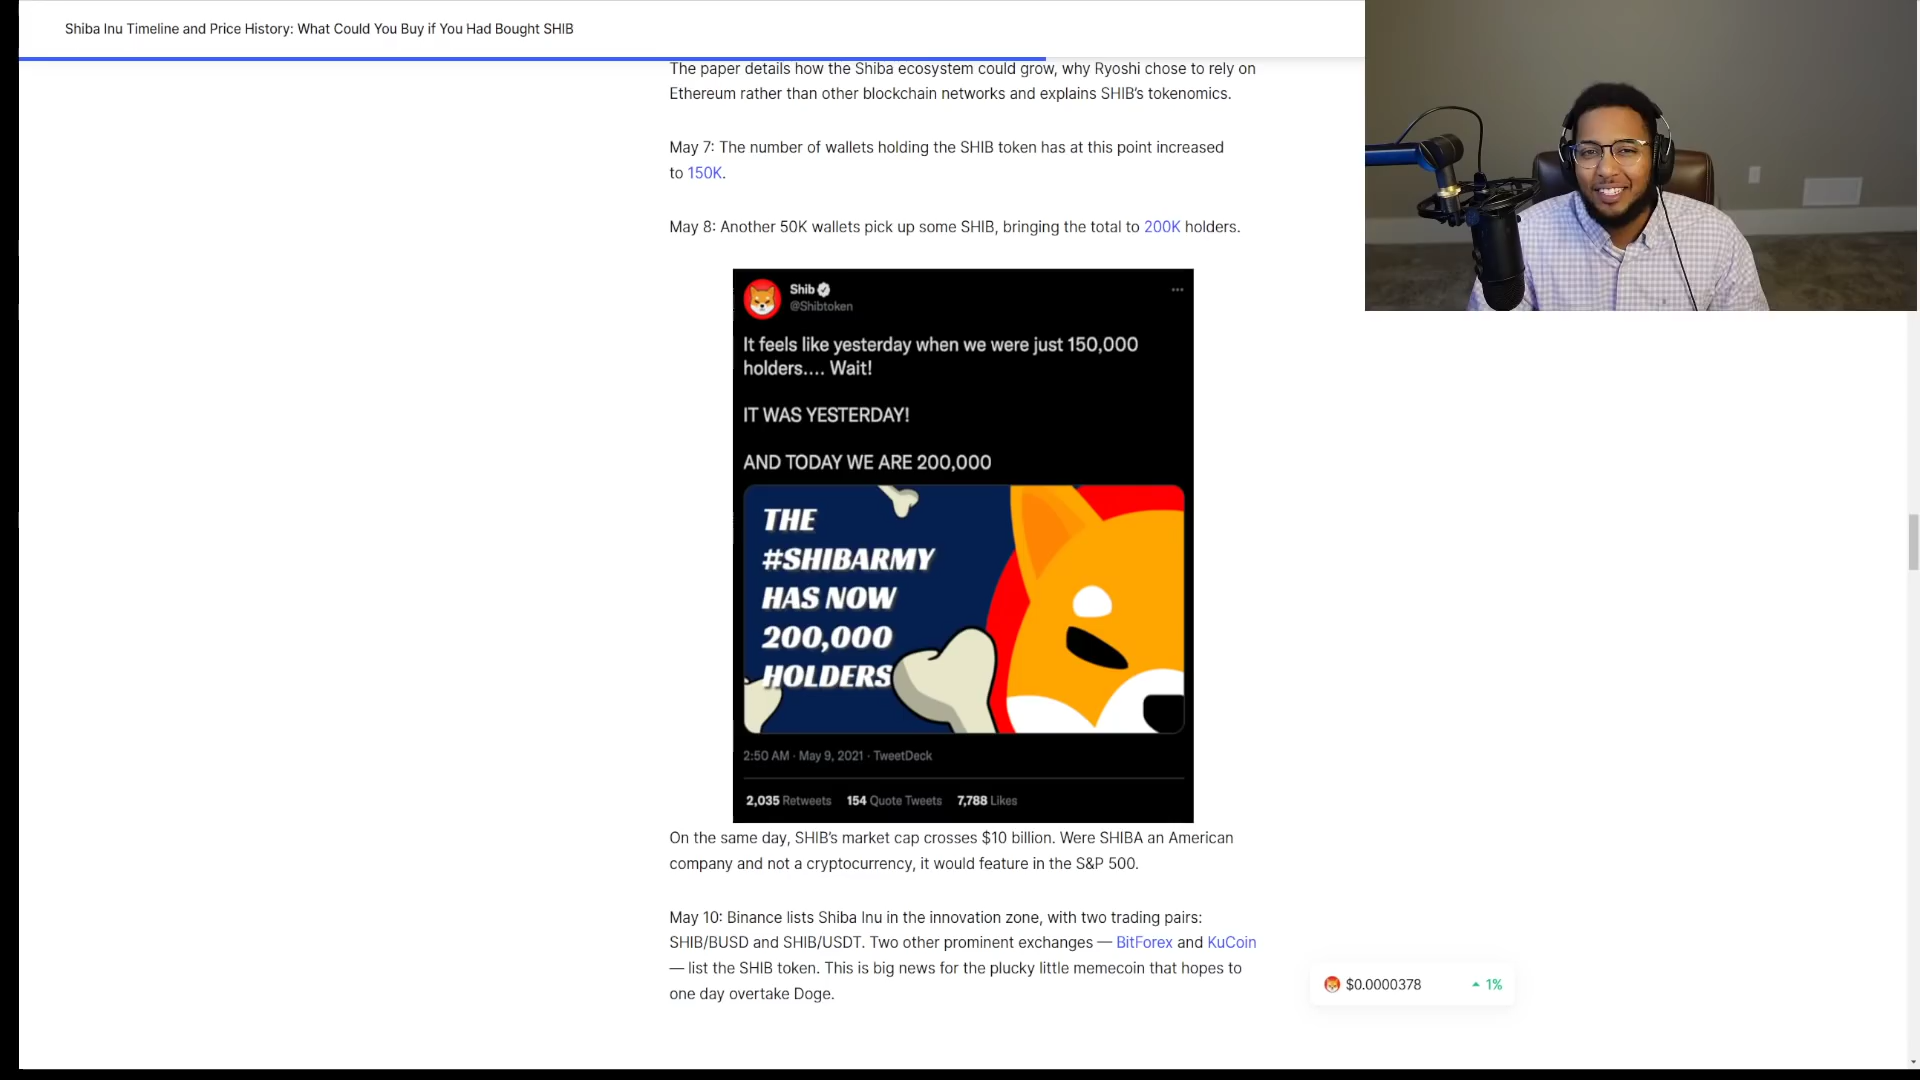 Shiba Inu Timeline and Price History: What Could You Buy if You Had Bought SHIB
The paper details how the Shiba ecosystem could grow, why Ryoshi chose to rely on
Ethereum rather than other blockchain networks and explains SHIB’s tokenomics.
May 7: The number of wallets holding the SHIB token has at this point increased
to 150K.
May 8: Another 50K wallets pick up some SHIB, bringing the total to 200K holders.
Shib
@Shibtoken
It feels like yesterday when we were just 150,000
holders.... Wait!
IT WAS YESTERDAY!
AND TODAY WE ARE 200,000
THE
#SHIBARMY
HAS NOW
200,000
HOLDERS
2:50 AM · May 9, 2021 · TweetDeck
2,035 Retweets 154 Quote Tweets 7,788 Likes
On the same day, SHIB’s market cap crosses $10 billion. Were SHIBA an American
company and not a cryptocurrency, it would feature in the S&P 500.
May 10: Binance lists Shiba Inu in the innovation zone, with two trading pairs:
SHIB/BUSD and SHIB/USDT. Two other prominent exchanges — BitForex and KuCoin
— list the SHIB token. This is big news for the plucky little memecoin that hopes to
one day overtake Doge.
$0.0000378 1%